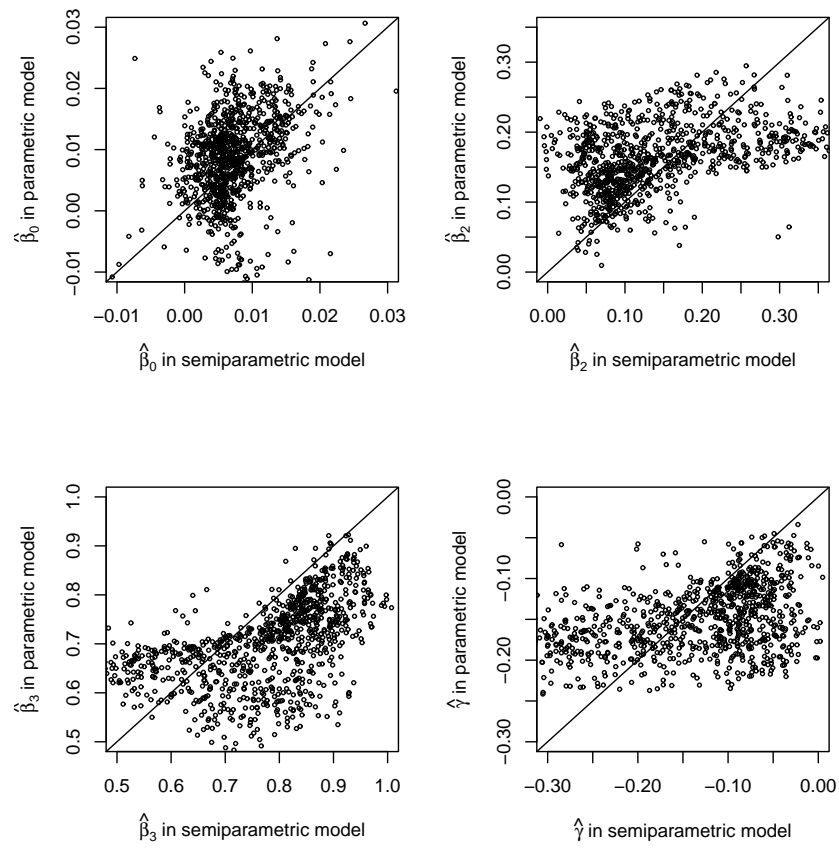 0.03
0.02
0.01
0.00
−0.01
β̂0 in parametric model
−0.01 0.00 0.01 0.02 0.03
β̂0 in semiparametric model
0.30
0.20
0.10
0.00
β̂2 in parametric model
0.00 0.10 0.20 0.30
β̂2 in semiparametric model
1.0
0.9
0.8
0.7
0.6
0.5
β̂3 in parametric model
0.5 0.6 0.7 0.8 0.9 1.0
β̂3 in semiparametric model
0.00
−0.10
−0.20
−0.30
γ̂ in parametric model
−0.30 −0.20 −0.10 0.00
γ̂ in semiparametric model